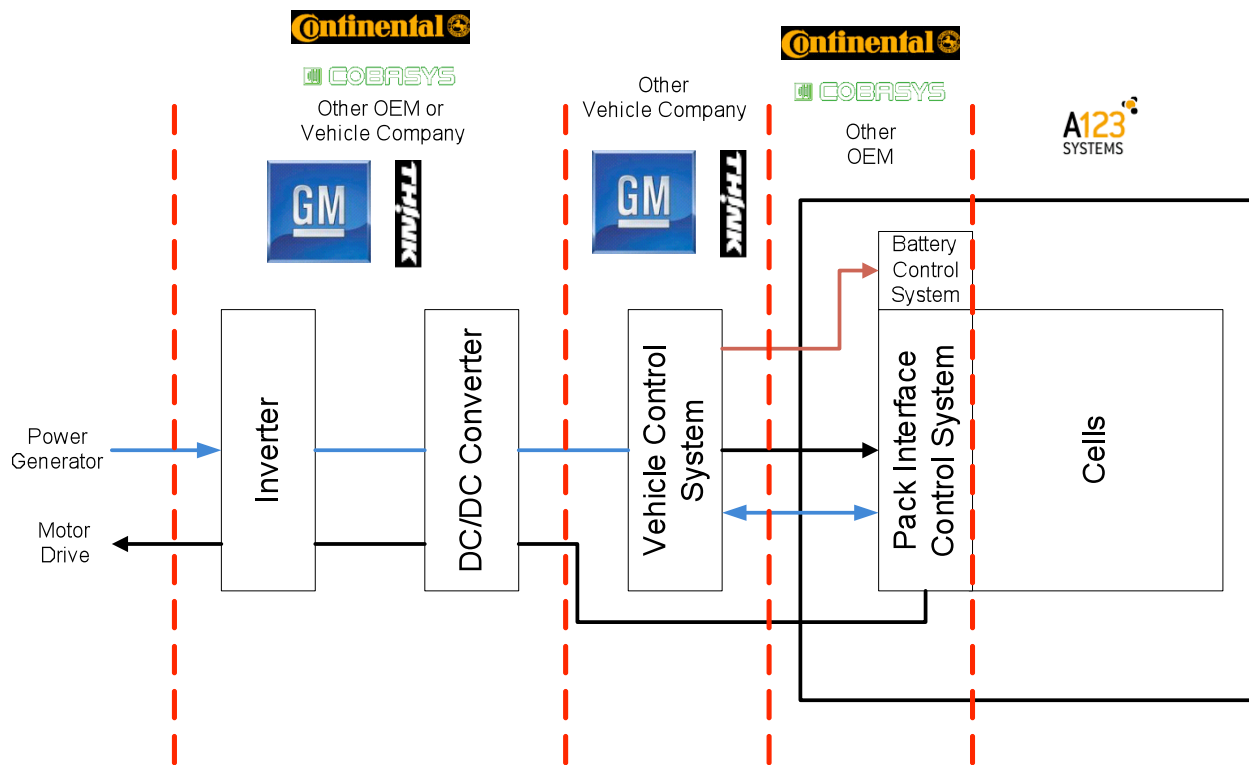 Continental
COBASYS
Other OEM or
Vehicle Company
GM
THINK
Other
Vehicle Company
GM
THINK
Continental
COBASYS
Other
OEM
A123
SYSTEMS
Battery
Control
System
Inverter
DC/DC Converter
Vehicle Control
System
Pack Interface
Control System
Cells
Power
Generator
Motor
Drive